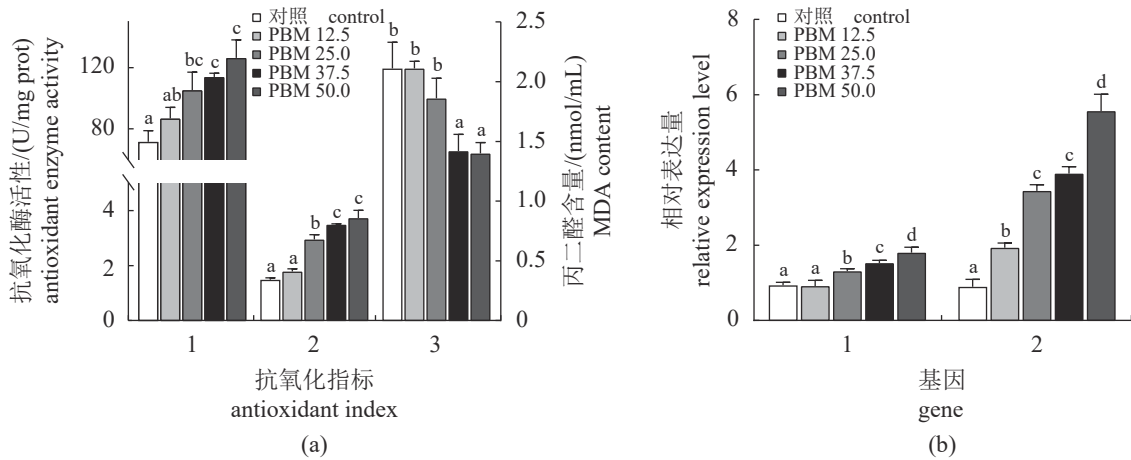 抗氧化酶活性/(U/mg prot)
antioxidant enzyme activity
120
80
4
2
0
对照 control
PBM 12.5
PBM 25.0
PBM 37.5
PBM 50.0
a
ab
bc
c
c
a
a
b
c
c
b
b
b
a
a
2.5
2.0
1.5
1.0
0.5
0
丙二醛含量/(nmol/mL)
MDA content
1
2
3
抗氧化指标
antioxidant index
(a)
相对表达量
relative expression level
8
6
4
2
0
对照 control
PBM 12.5
PBM 25.0
PBM 37.5
PBM 50.0
a
a
b
c
d
a
b
c
c
d
1
2
基因
gene
(b)